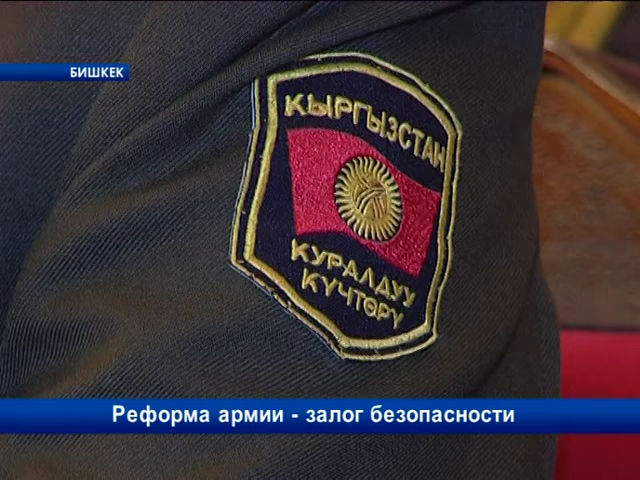 БИШКЕК
КЫРГЫЗСТАН
КУРАЛДУУ
КҮЧТӨРҮ
Реформа армии - залог безопасности